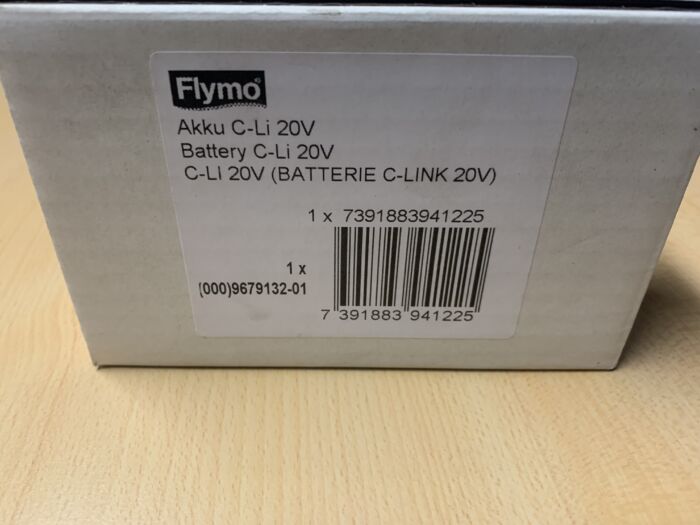 Flymo®
Akku C-Li 20V
Battery C-Li 20V
C-LI 20V (BATTERIE C-LINK 20V)
1 x 7391883941225
1 x
(000)9679132-01
7 391883 941225